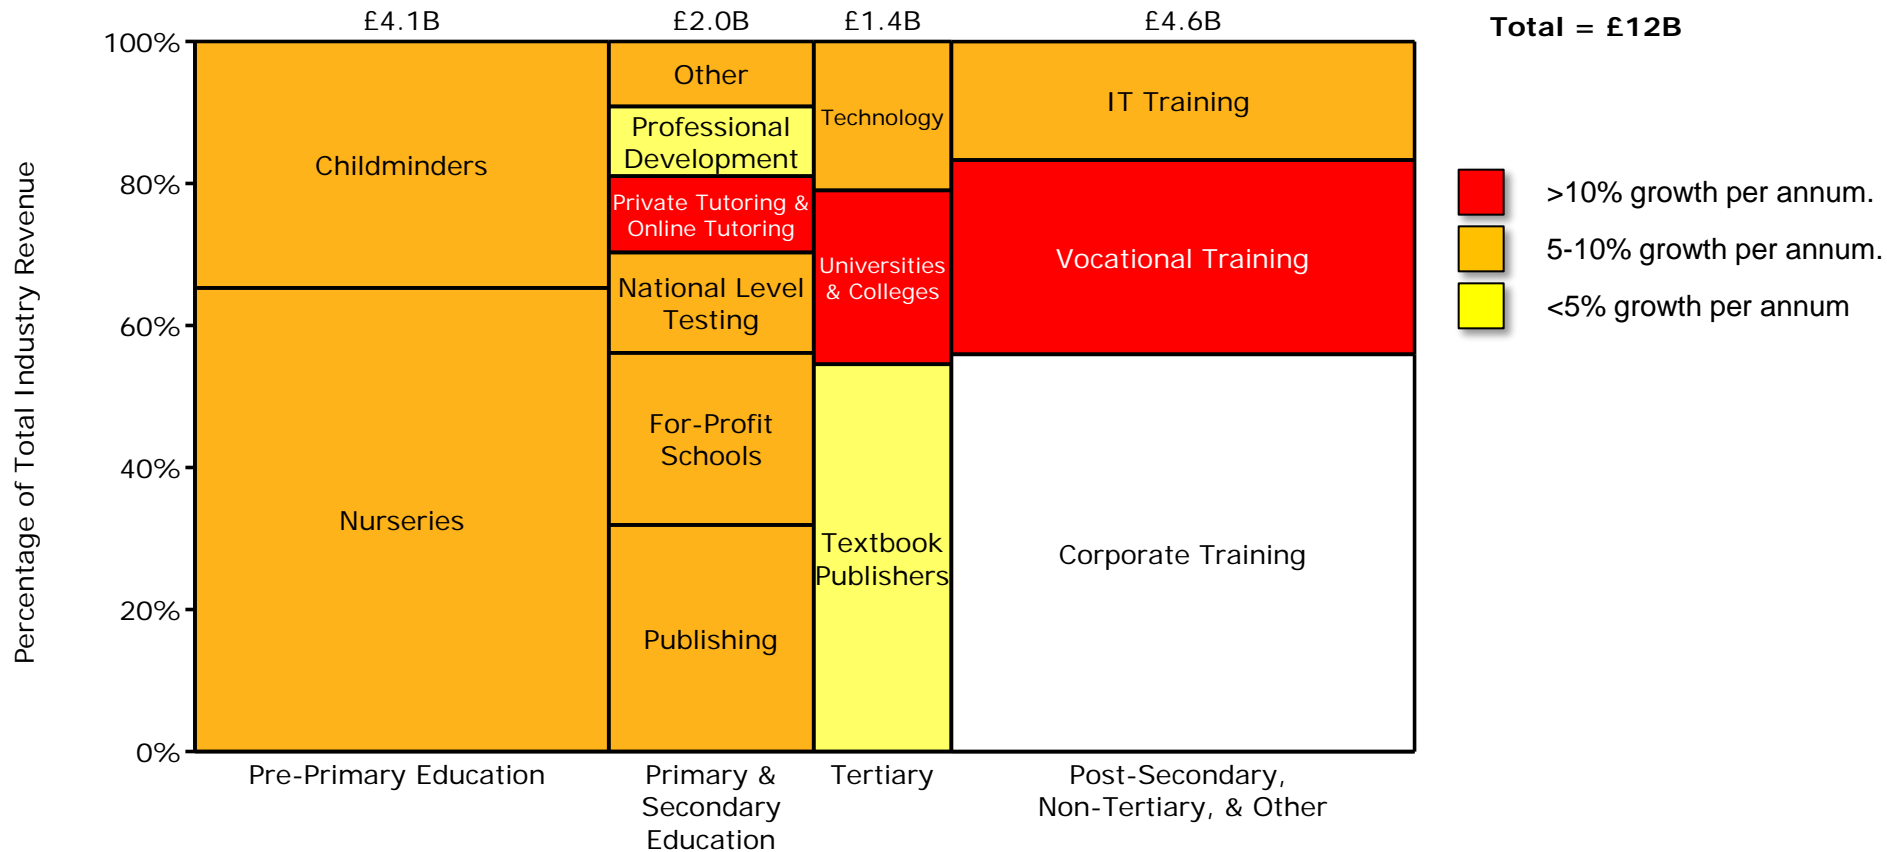 £4.1B
£2.0B
£1.4B
£4.6B
Total = £12B
Percentage of Total Industry Revenue
100%
80%
60%
40%
20%
0%
Childminders
Nurseries
Other
Professional
Development
Private Tutoring &
Online Tutoring
National Level
Testing
For-Profit
Schools
Publishing
Technology
Universities
& Colleges
Textbook
Publishers
IT Training
Vocational Training
Corporate Training
>10% growth per annum.
5-10% growth per annum.
<5% growth per annum
Pre-Primary Education
Primary &
Secondary
Education
Tertiary
Post-Secondary,
Non-Tertiary, & Other